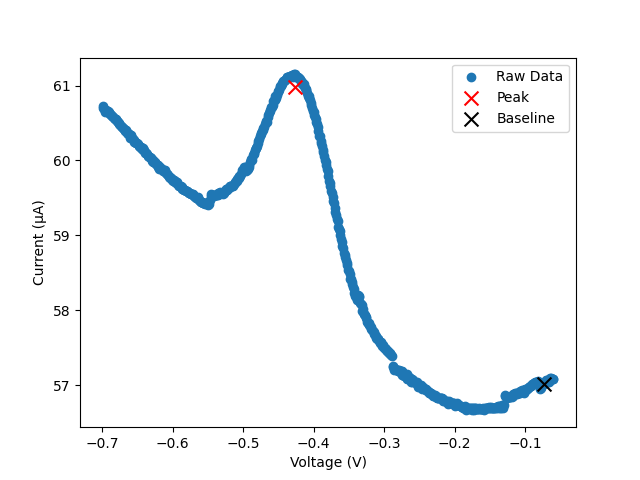 Raw Data
Peak
Baseline
61
60
59
58
57
Current (µA)
−0.7
−0.6
−0.5
−0.4
−0.3
−0.2
−0.1
Voltage (V)